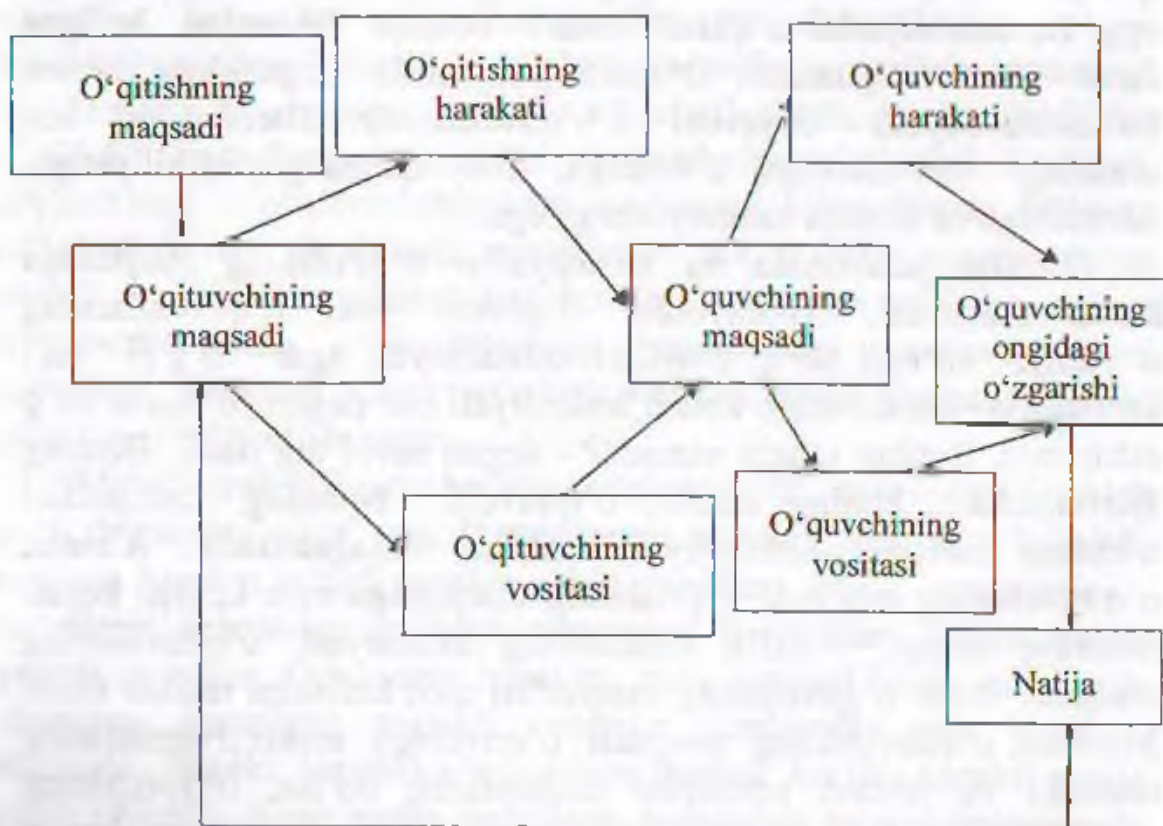 O‘qitishning
maqsadi
O‘qitishning
harakati
O‘quvchining
harakati
O‘qituvchining
maqsadi
O‘quvchining
maqsadi
O‘quvchining
ongidagi
o‘zgarishi
O‘qituvchining
vositasi
O‘quvchining
vositasi
Natija